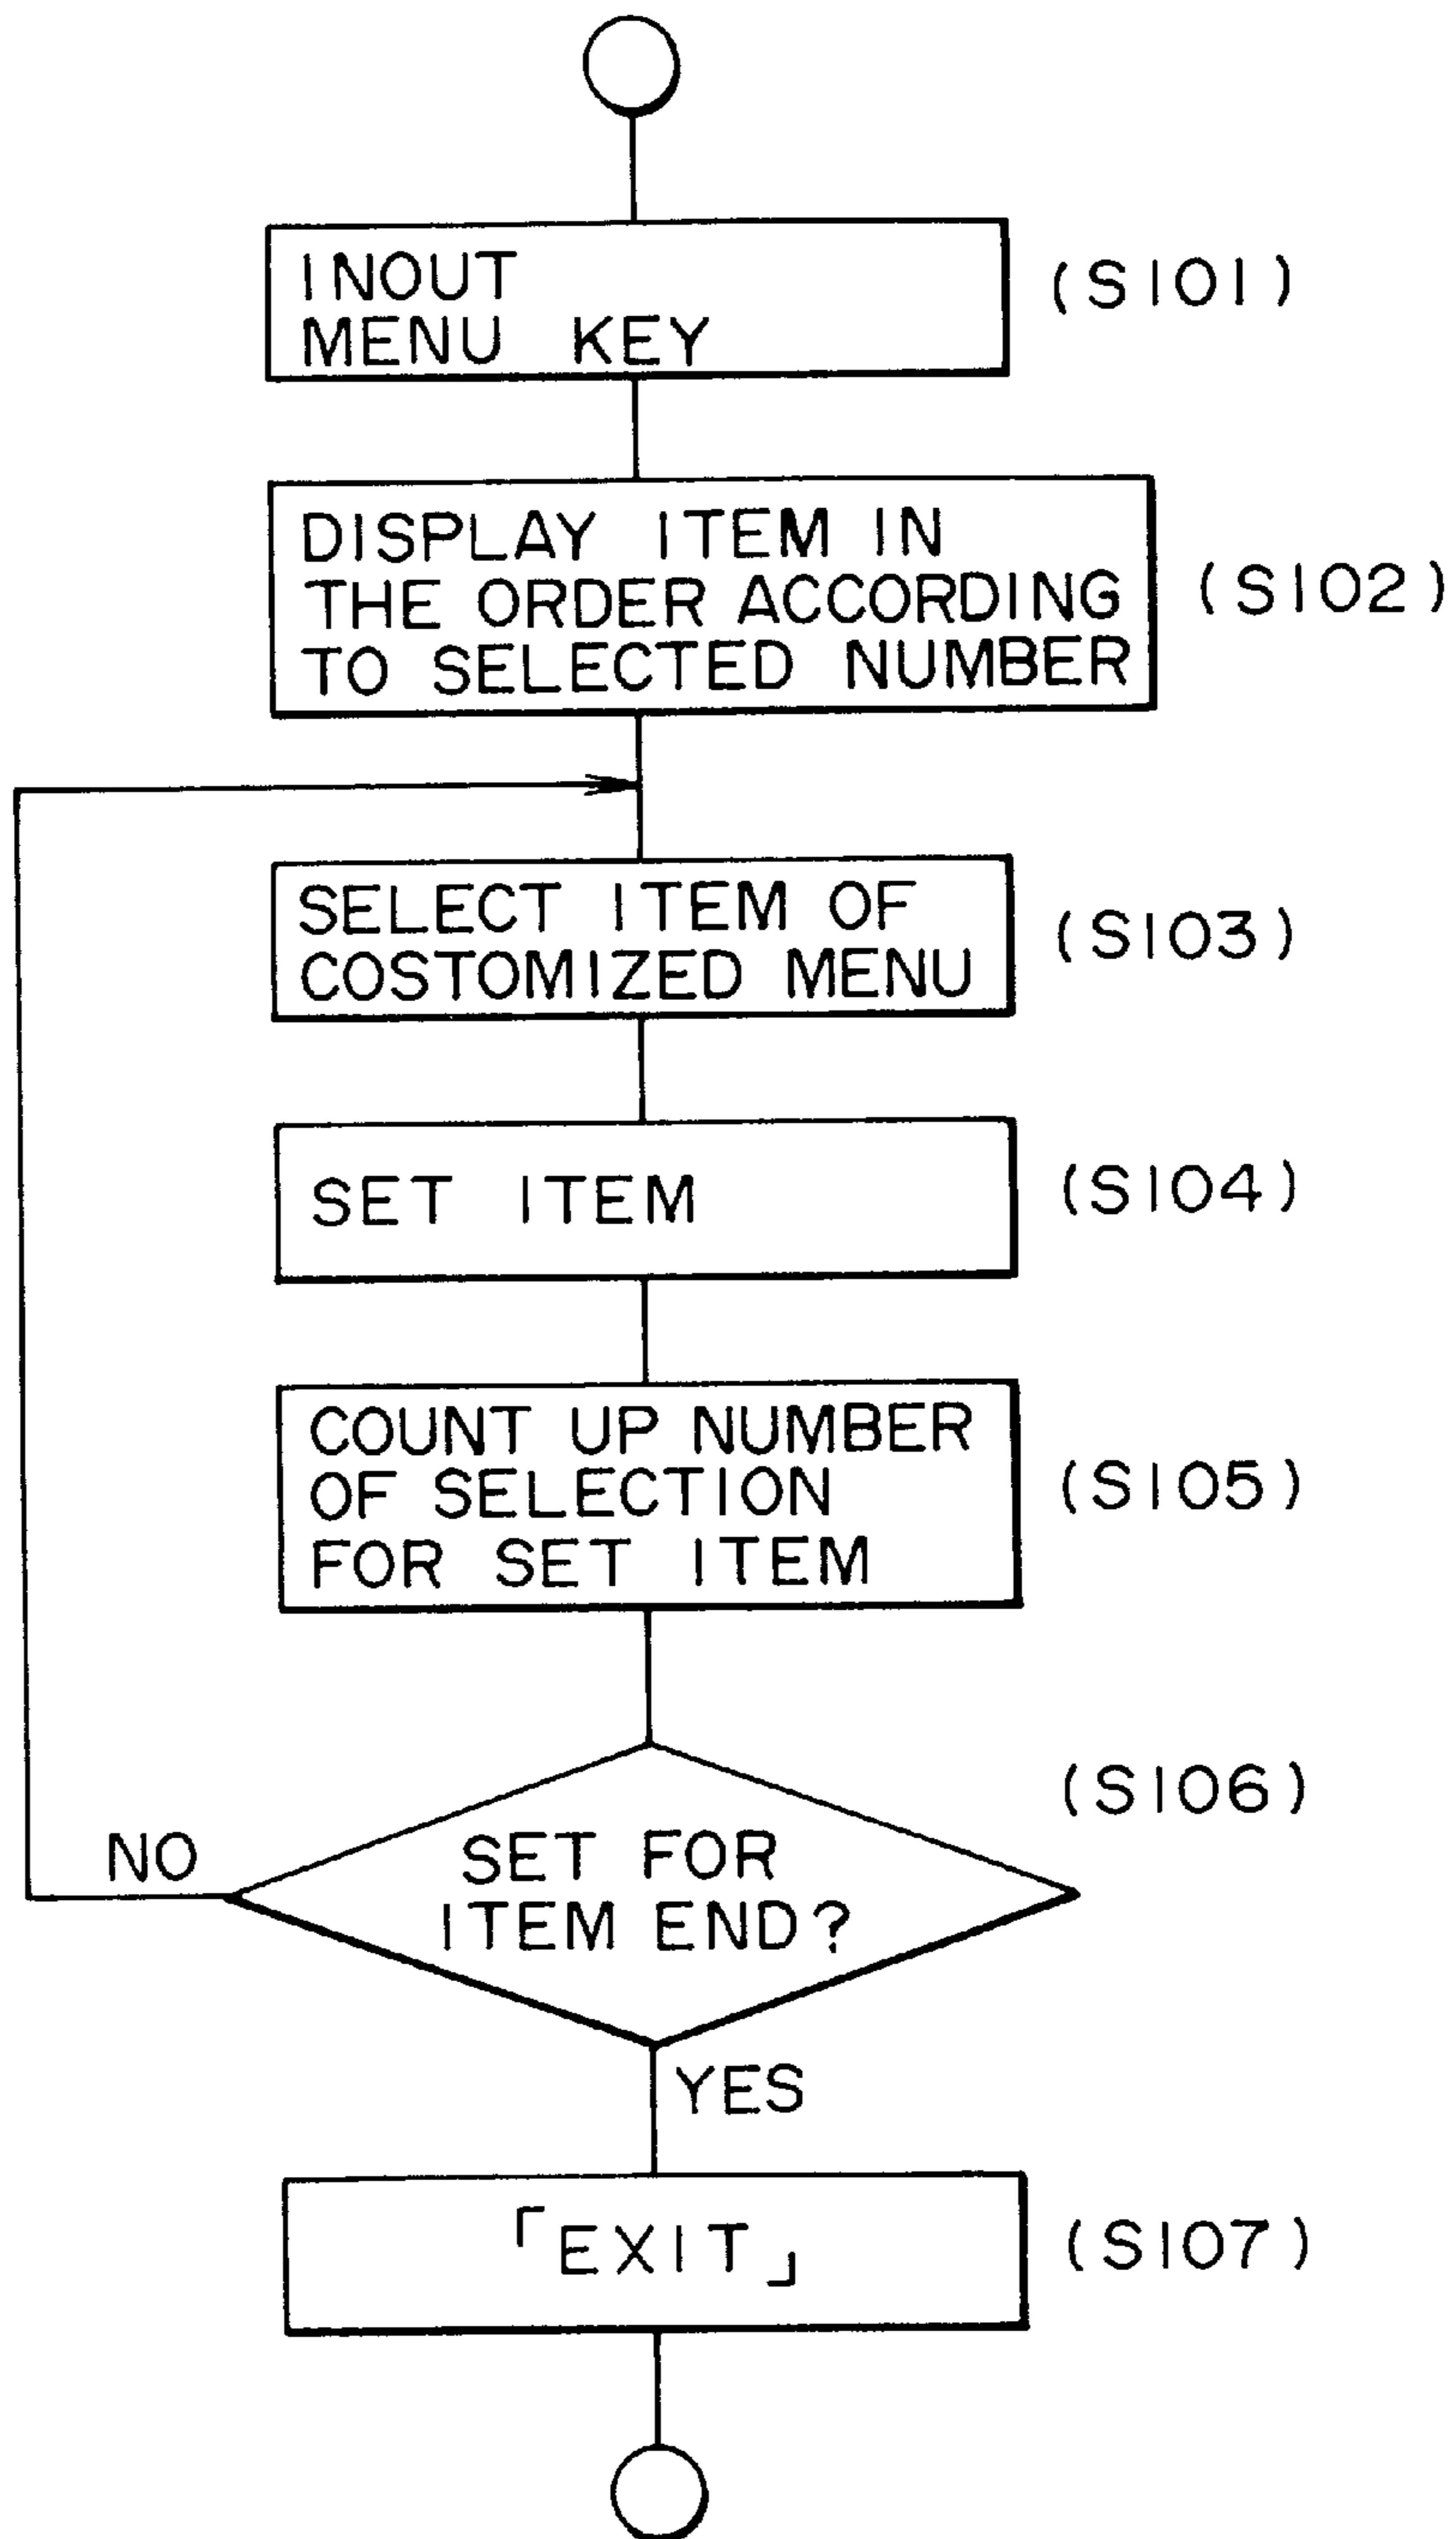 INOUT
MENU KEY
(S101)
DISPLAY ITEM IN
THE ORDER ACCORDING
TO SELECTED NUMBER
(S102)
SELECT ITEM OF
COSTOMIZED MENU
(S103)
SET ITEM
(S104)
COUNT UP NUMBER
OF SELECTION
FOR SET ITEM
(S105)
(S106)
NO
SET FOR
ITEM END?
YES
「EXIT」
(S107)